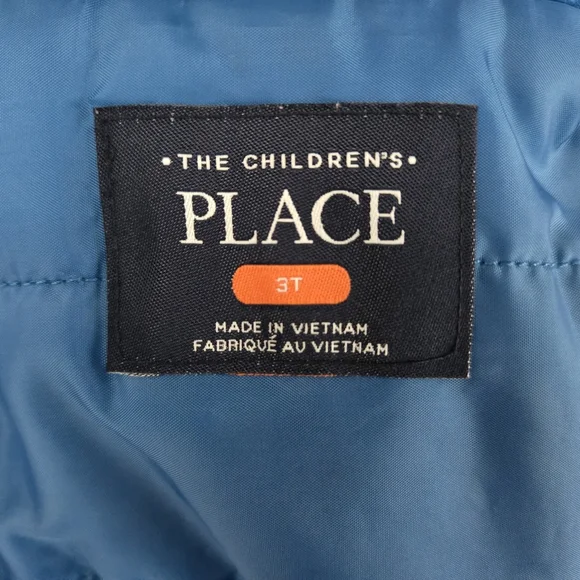 • THE CHILDREN'S •
PLACE
3T
MADE IN VIETNAM
FABRIQUÉ AU VIETNAM